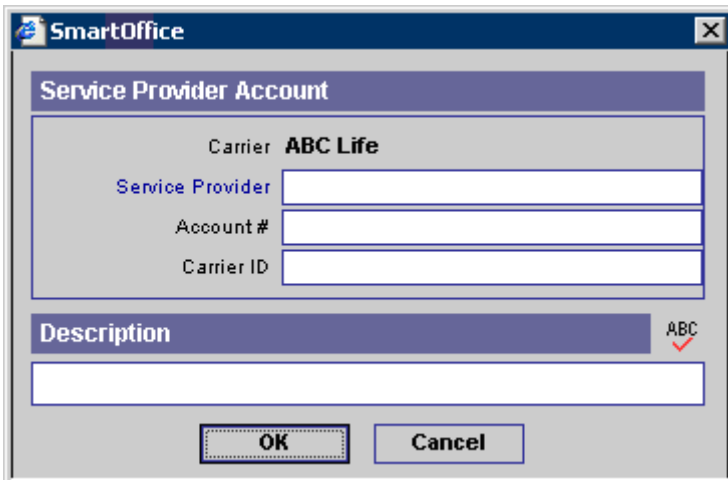 SmartOffice
Service Provider Account
Carrier ABC Life
Service Provider
Account #
Carrier ID
Description ABC
OK Cancel